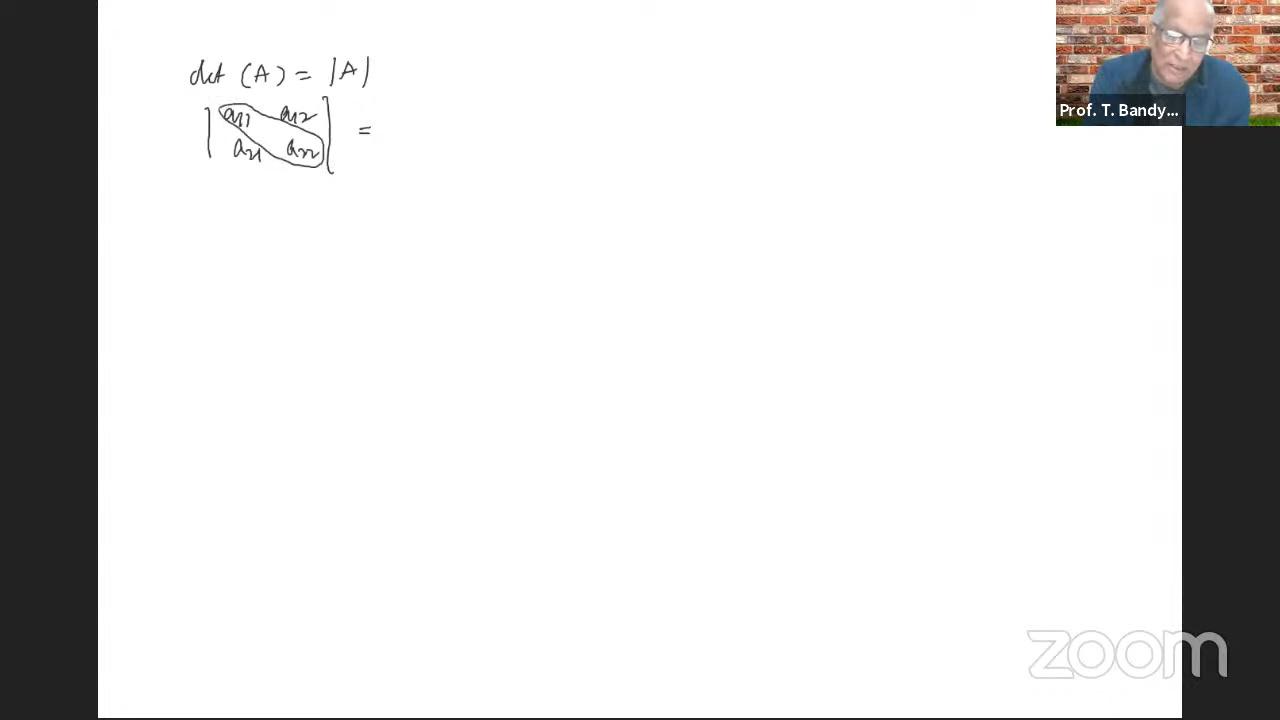 Prof. T. Bandy...
det (A) = |A|
| a11 a12 | =
| a21 a22 |
zoom